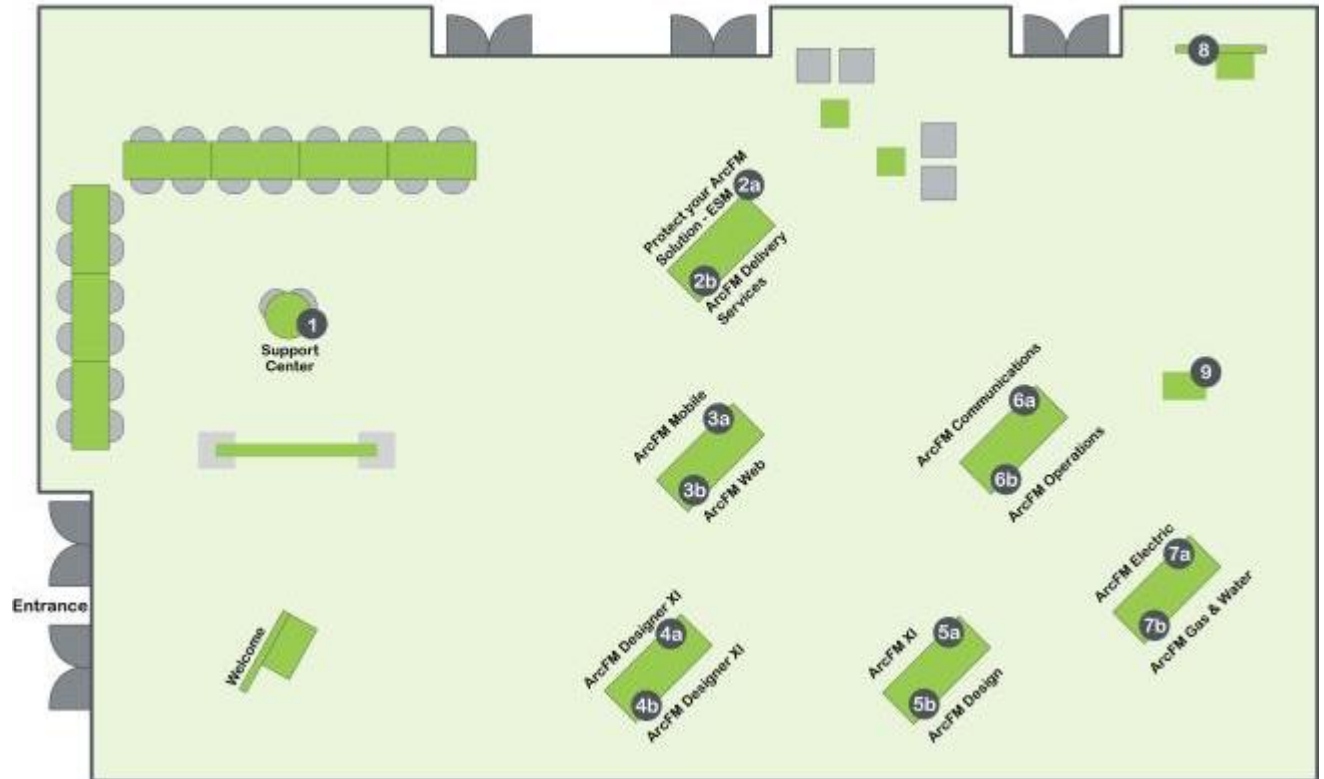 8
Protect your ArcFM
Solution - ESM
2a
2b
ArcFM Delivery
Services
1
Support
Center
ArcFM Mobile
3a
3b
ArcFM Web
ArcFM Communications
6a
6b
ArcFM Operations
9
ArcFM Electric
7a
7b
ArcFM Gas & Water
Entrance
Welcome
ArcFM Designer XI
4a
4b
ArcFM Designer XI
ArcFM XI
5a
5b
ArcFM Design